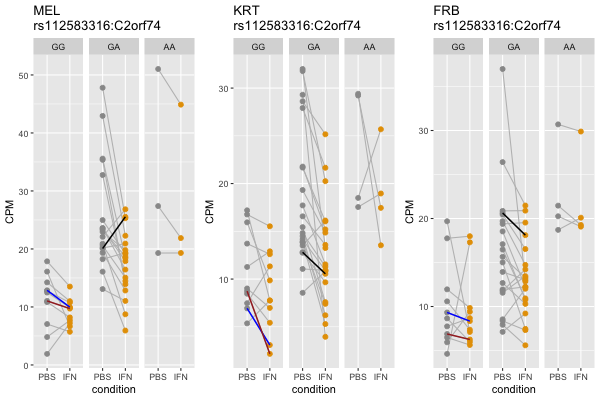 MEL
rs112583316:C2orf74
GG GA AA
CPM
50
40
30
20
10
0
PBS IFN PBS IFN PBS IFN
condition
KRT
rs112583316:C2orf74
GG GA AA
CPM
30
20
10
PBS IFN PBS IFN PBS IFN
condition
FRB
rs112583316:C2orf74
GG GA AA
CPM
30
20
10
PBS IFN PBS IFN PBS IFN
condition